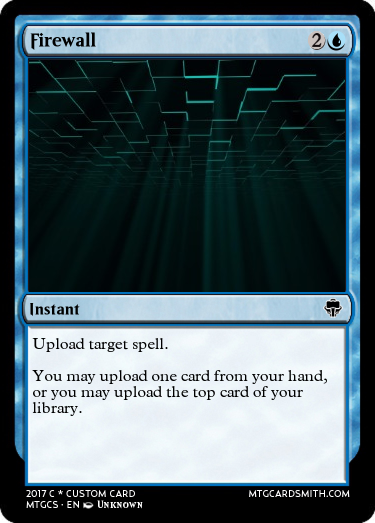 Firewall 2
Instant
Upload target spell.
You may upload one card from your hand,
or you may upload the top card of your
library.
2017 C * CUSTOM CARD
MTGCARDSMITH.COM
MTGCS · EN UNKNOWN